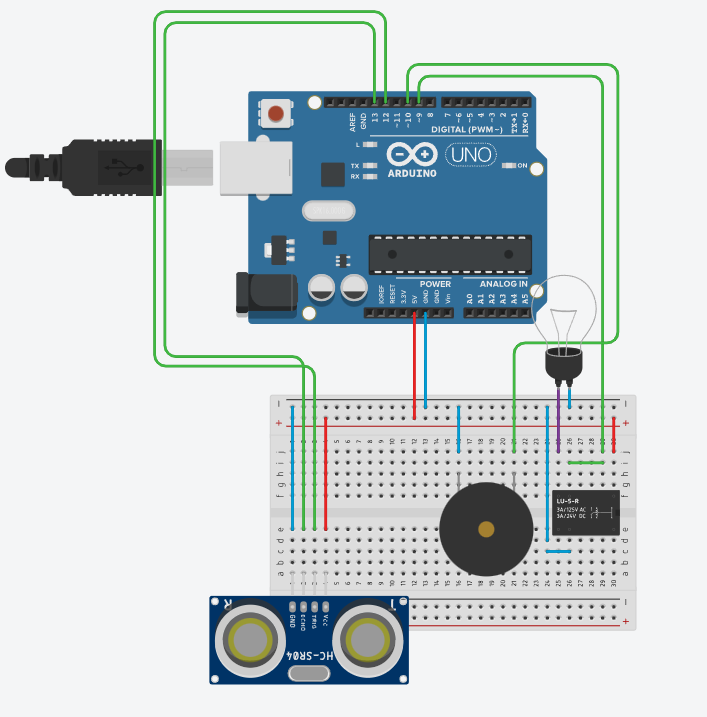 AREF
GND
13
12
~11
~10
~9
8
7
~6
~5
4
~3
2
TX→1
RX←0
DIGITAL (PWM~)
L
TX
RX
UNO
ARDUINO
ON
POWER
ANALOG IN
IOREF
RESET
3.3V
5V
GND
GND
Vin
A0
A1
A2
A3
A4
A5
LU-5-R
3A/125V AC
3A/24V DC
GND
ECHO
TRIG
Vcc
R
T
HC-SR04